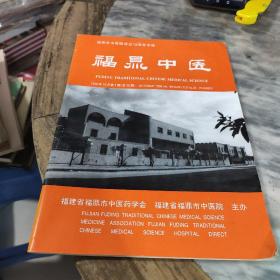 福鼎中医
FUDING TRADITIONAL CHINESE MEDICAL SCIENCE
福建省福鼎市中医药学会 福建省福鼎市中医院 主办
FUJIAN FUDING TRADITIONAL CHINESE MEDICAL SCIENCE
MEDICINE ASSOCIATION FUJIAN FUDING TRADITIONAL
CHINESE MEDICAL SCIENCE HOSPITAL DIRECT